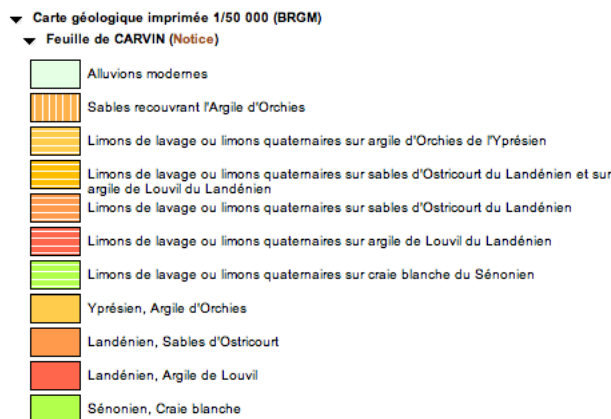 Carte géologique imprimée 1/50 000 (BRGM)
Feuille de CARVIN (Notice)
Alluvions modernes
Sables recouvrant l'Argile d'Orchies
Limons de lavage ou limons quaternaires sur argile d'Orchies de l'Yprésien
Limons de lavage ou limons quaternaires sur sables d'Ostricourt du Landénien et sur
argile de Louvil du Landénien
Limons de lavage ou limons quaternaires sur sables d'Ostricourt du Landénien
Limons de lavage ou limons quaternaires sur argile de Louvil du Landénien
Limons de lavage ou limons quaternaires sur craie blanche du Sénonien
Yprésien, Argile d'Orchies
Landénien, Sables d'Ostricourt
Landénien, Argile de Louvil
Sénonien, Craie blanche